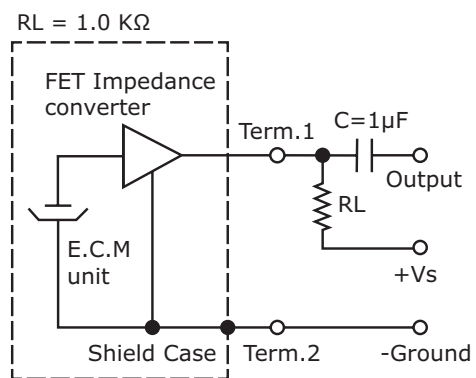 RL = 1.0 KΩ
FET Impedance
converter
Term.1
C=1µF
Output
RL
+Vs
E.C.M
unit
Shield Case
Term.2
-Ground